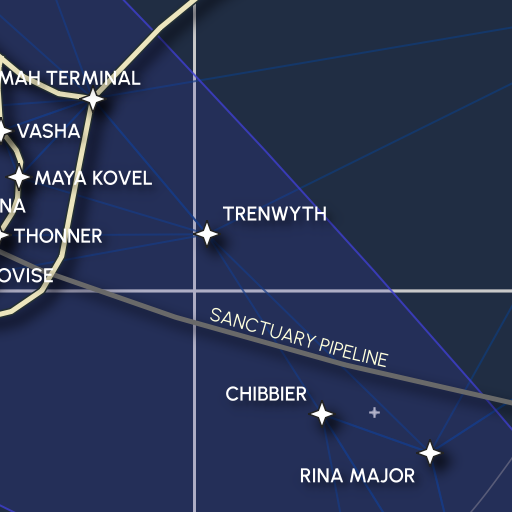 MAH TERMINAL
VASHA
MAYA KOVEL
NA
TRENWYTH
THONNER
OVISE
SANCTUARY PIPELINE
CHIBBIER
RINA MAJOR